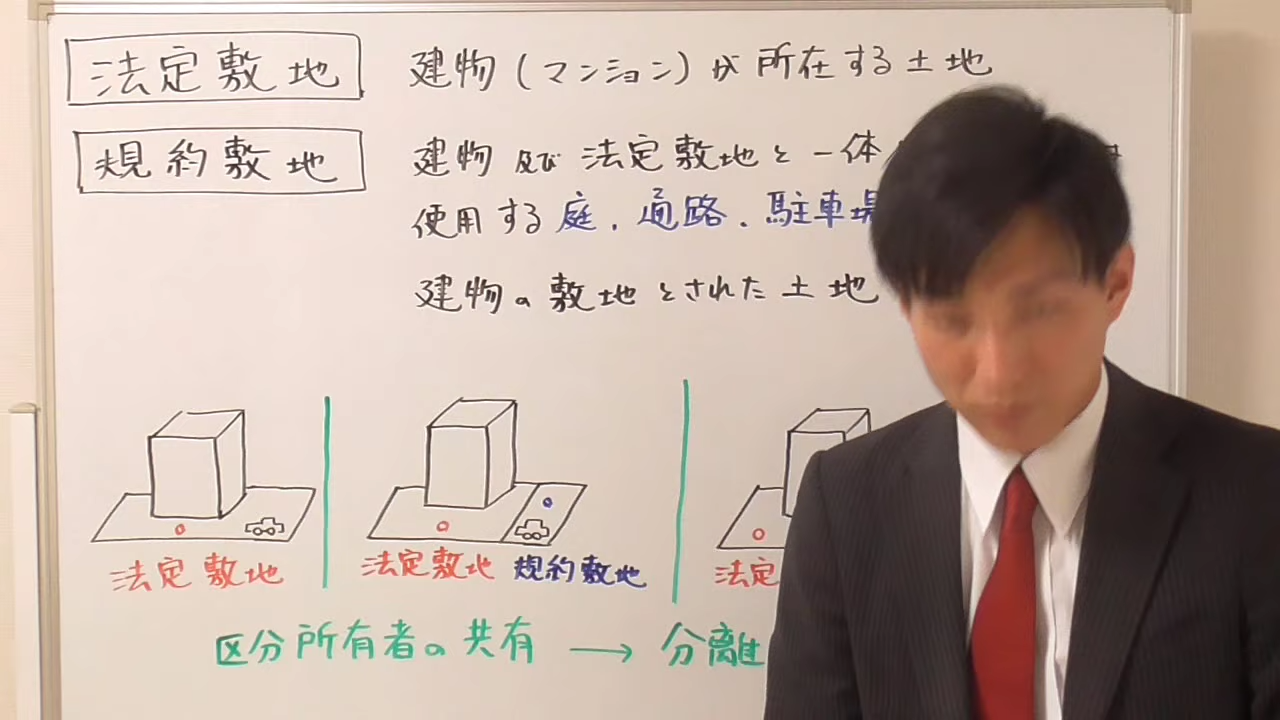 法定敷地
建物(マンション)が所在する土地
規約敷地
建物及び法定敷地と一体
使用する庭、通路、駐車場
建物の敷地とされた土地
法定敷地
法定敷地 規約敷地
法定
区分所有者の共有 → 分離